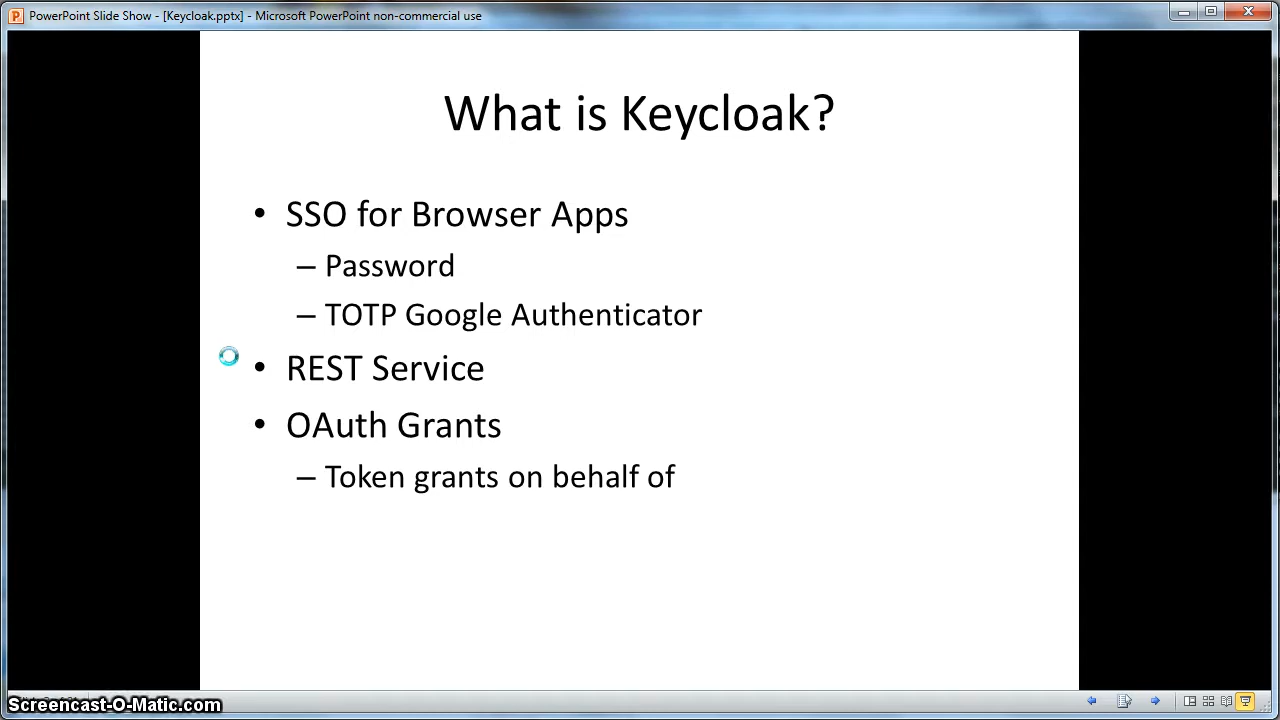 PowerPoint Slide Show - [Keycloak.pptx] - Microsoft PowerPoint non-commercial use
What is Keycloak?
• SSO for Browser Apps
– Password
– TOTP Google Authenticator
• REST Service
• OAuth Grants
– Token grants on behalf of
Screencast-O-Matic.com